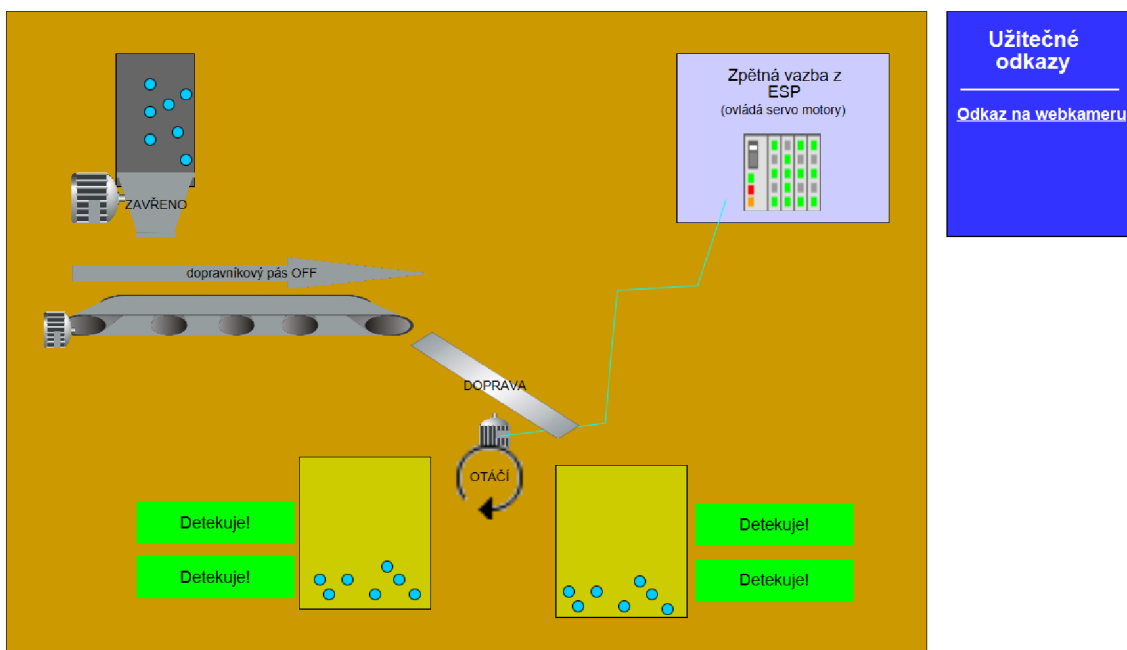 Užitečné
odkazy
Odkaz na webkameru
Zpětná vazba z
ESP
(ovládá servo motory)
ZAVŘENO
dopravníkový pás OFF
DOPRAVA
OTÁČÍ
Detekuje!
Detekuje!
Detekuje!
Detekuje!